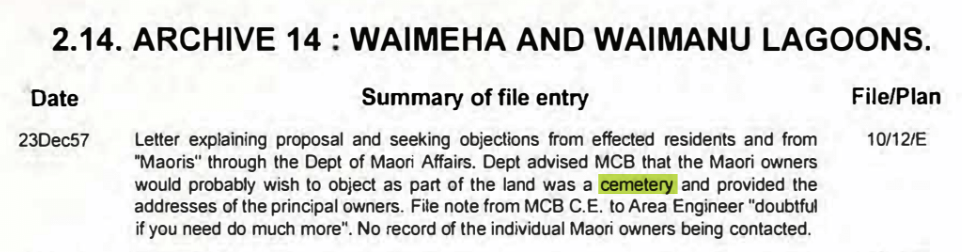 2.14. ARCHIVE 14 : WAIMEHA AND WAIMANU LAGOONS.
Date Summary of file entry File/Plan
23Dec57 Letter explaining proposal and seeking objections from effected residents and from 10/12/E
"Maoris" through the Dept of Maori Affairs. Dept advised MCB that the Maori owners
would probably wish to object as part of the land was a cemetery and provided the
addresses of the principal owners. File note from MCB C.E. to Area Engineer "doubtful
if you need do much more". No record of the individual Maori owners being contacted.